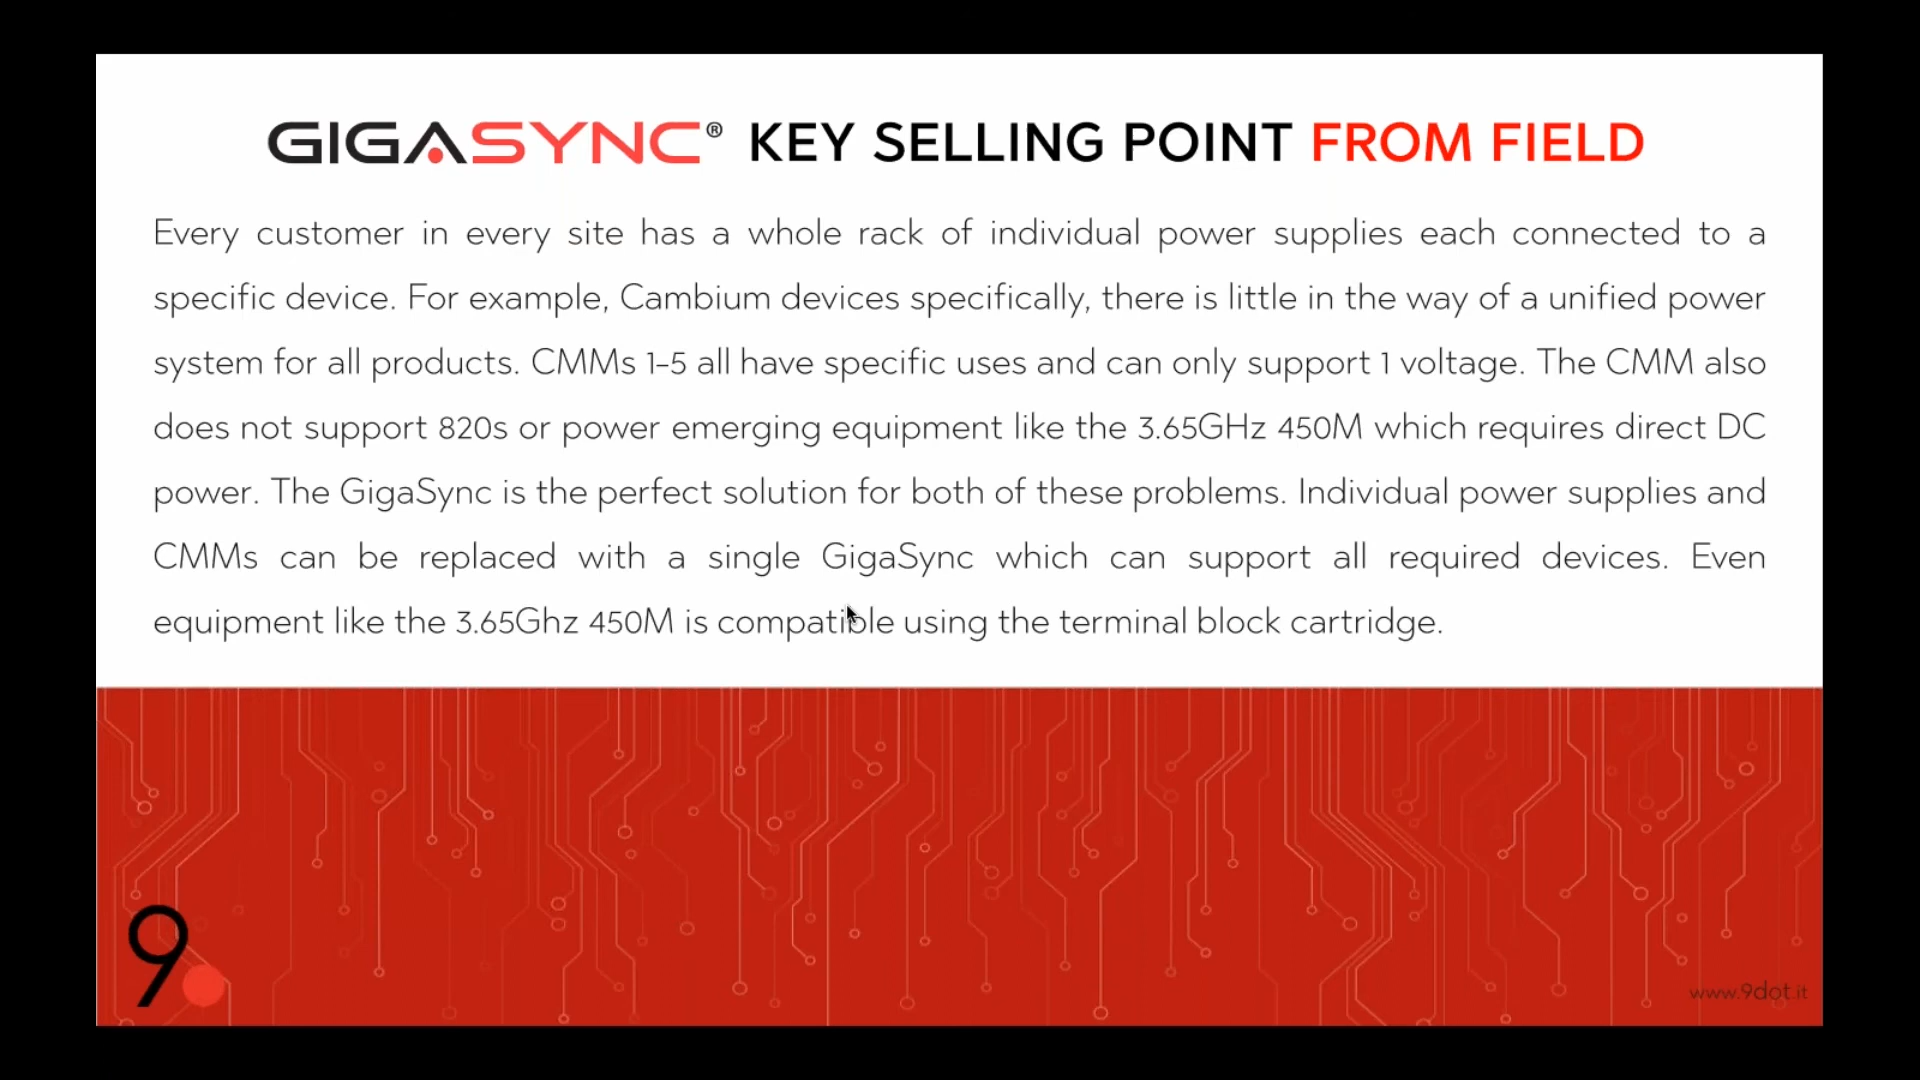 GIGASYNC® KEY SELLING POINT FROM FIELD
Every customer in every site has a whole rack of individual power supplies each connected to a
specific device. For example, Cambium devices specifically, there is little in the way of a unified power
system for all products. CMMs 1-5 all have specific uses and can only support 1 voltage. The CMM also
does not support 820s or power emerging equipment like the 3.65GHz 450M which requires direct DC
power. The GigaSync is the perfect solution for both of these problems. Individual power supplies and
CMMs can be replaced with a single GigaSync which can support all required devices. Even
equipment like the 3.65Ghz 450M is compatible using the terminal block cartridge.
9.
www.9dot.it